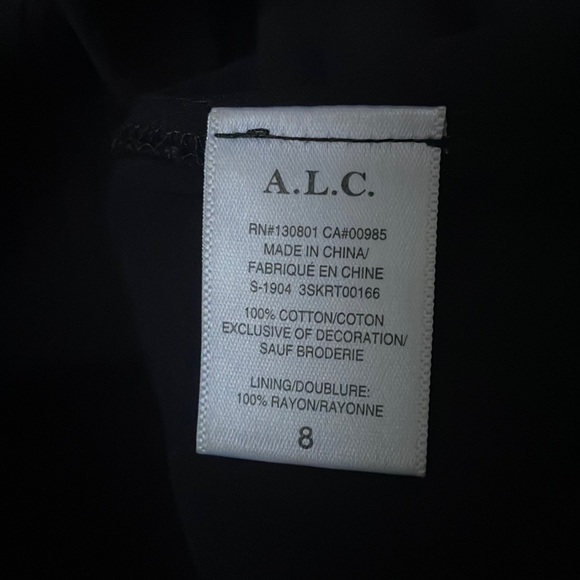 A.L.C.
RN#130801 CA#00985
MADE IN CHINA/
FABRIQUÉ EN CHINE
S-1904 3SKRT00166
100% COTTON/COTON
EXCLUSIVE OF DECORATION/
SAUF BRODERIE
LINING/DOUBLURE:
100% RAYON/RAYONNE
8